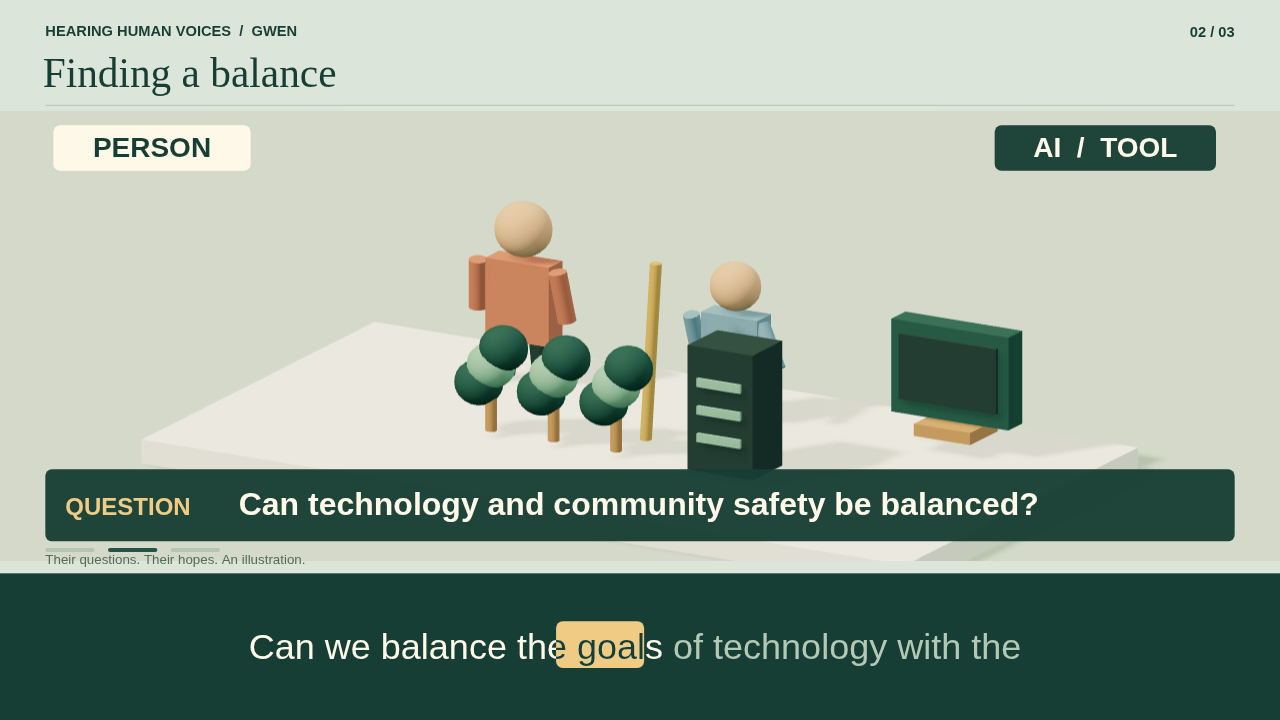 HEARING HUMAN VOICES / GWEN
02 / 03
Finding a balance
PERSON
AI / TOOL
QUESTION
Can technology and community safety be balanced?
Their questions. Their hopes. An illustration.
Can we balance the goals of technology with the